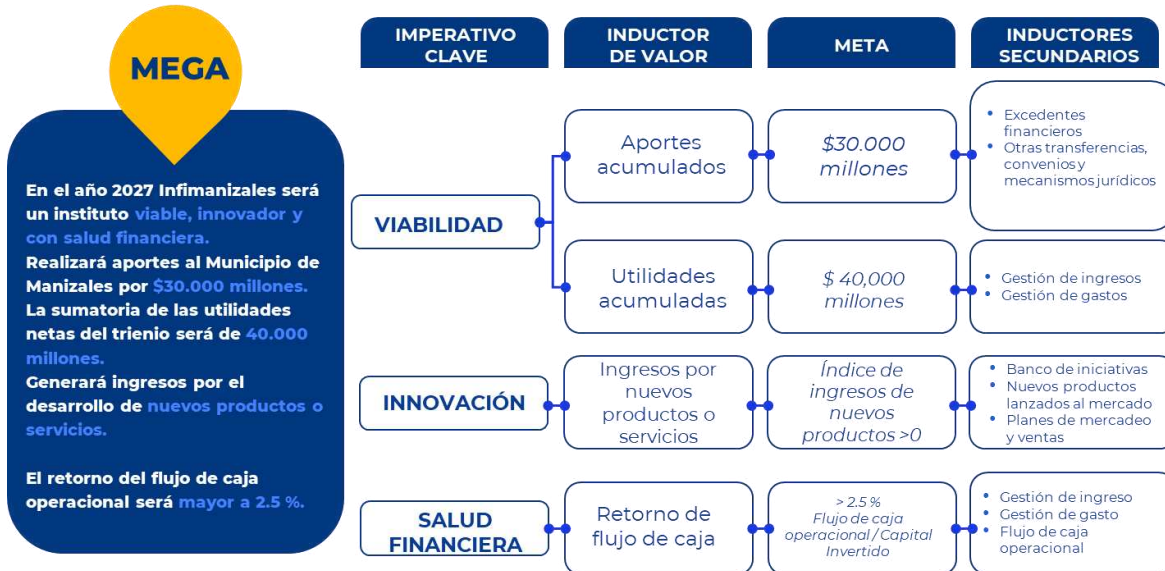 MEGA
En el año 2027 Infimanizales será
un instituto viable, innovador y
con salud financiera.
Realizará aportes al Municipio de
Manizales por $30.000 millones.
La sumatoria de las utilidades
netas del trienio será de 40.000
millones.
Generará ingresos por el
desarrollo de nuevos productos o
servicios.
El retorno del flujo de caja
operacional será mayor a 2.5 %.
IMPERATIVO
CLAVE
INDUCTOR
DE VALOR
META
INDUCTORES
SECUNDARIOS
VIABILIDAD
Aportes
acumulados
$30.000
millones
• Excedentes
financieros
• Otras transferencias,
convenios y
mecanismos jurídicos
Utilidades
acumuladas
$ 40,000
millones
• Gestión de ingresos
• Gestión de gastos
INNOVACIÓN
Ingresos por
nuevos
productos o
servicios
Índice de
ingresos de
nuevos
productos >0
• Banco de iniciativas
• Nuevos productos
lanzados al mercado
• Planes de mercadeo
y ventas
SALUD
FINANCIERA
Retorno de
flujo de caja
> 2.5 %
Flujo de caja
operacional / Capital
Invertido
• Gestión de ingreso
• Gestión de gasto
• Flujo de caja
operacional